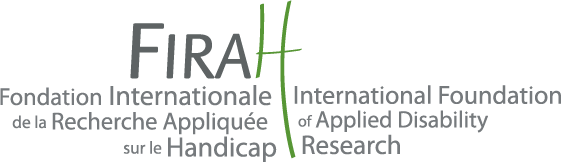 FIRAH
Fondation Internationale
de la Recherche Appliquée
sur le Handicap
International Foundation
of Applied Disability
Research